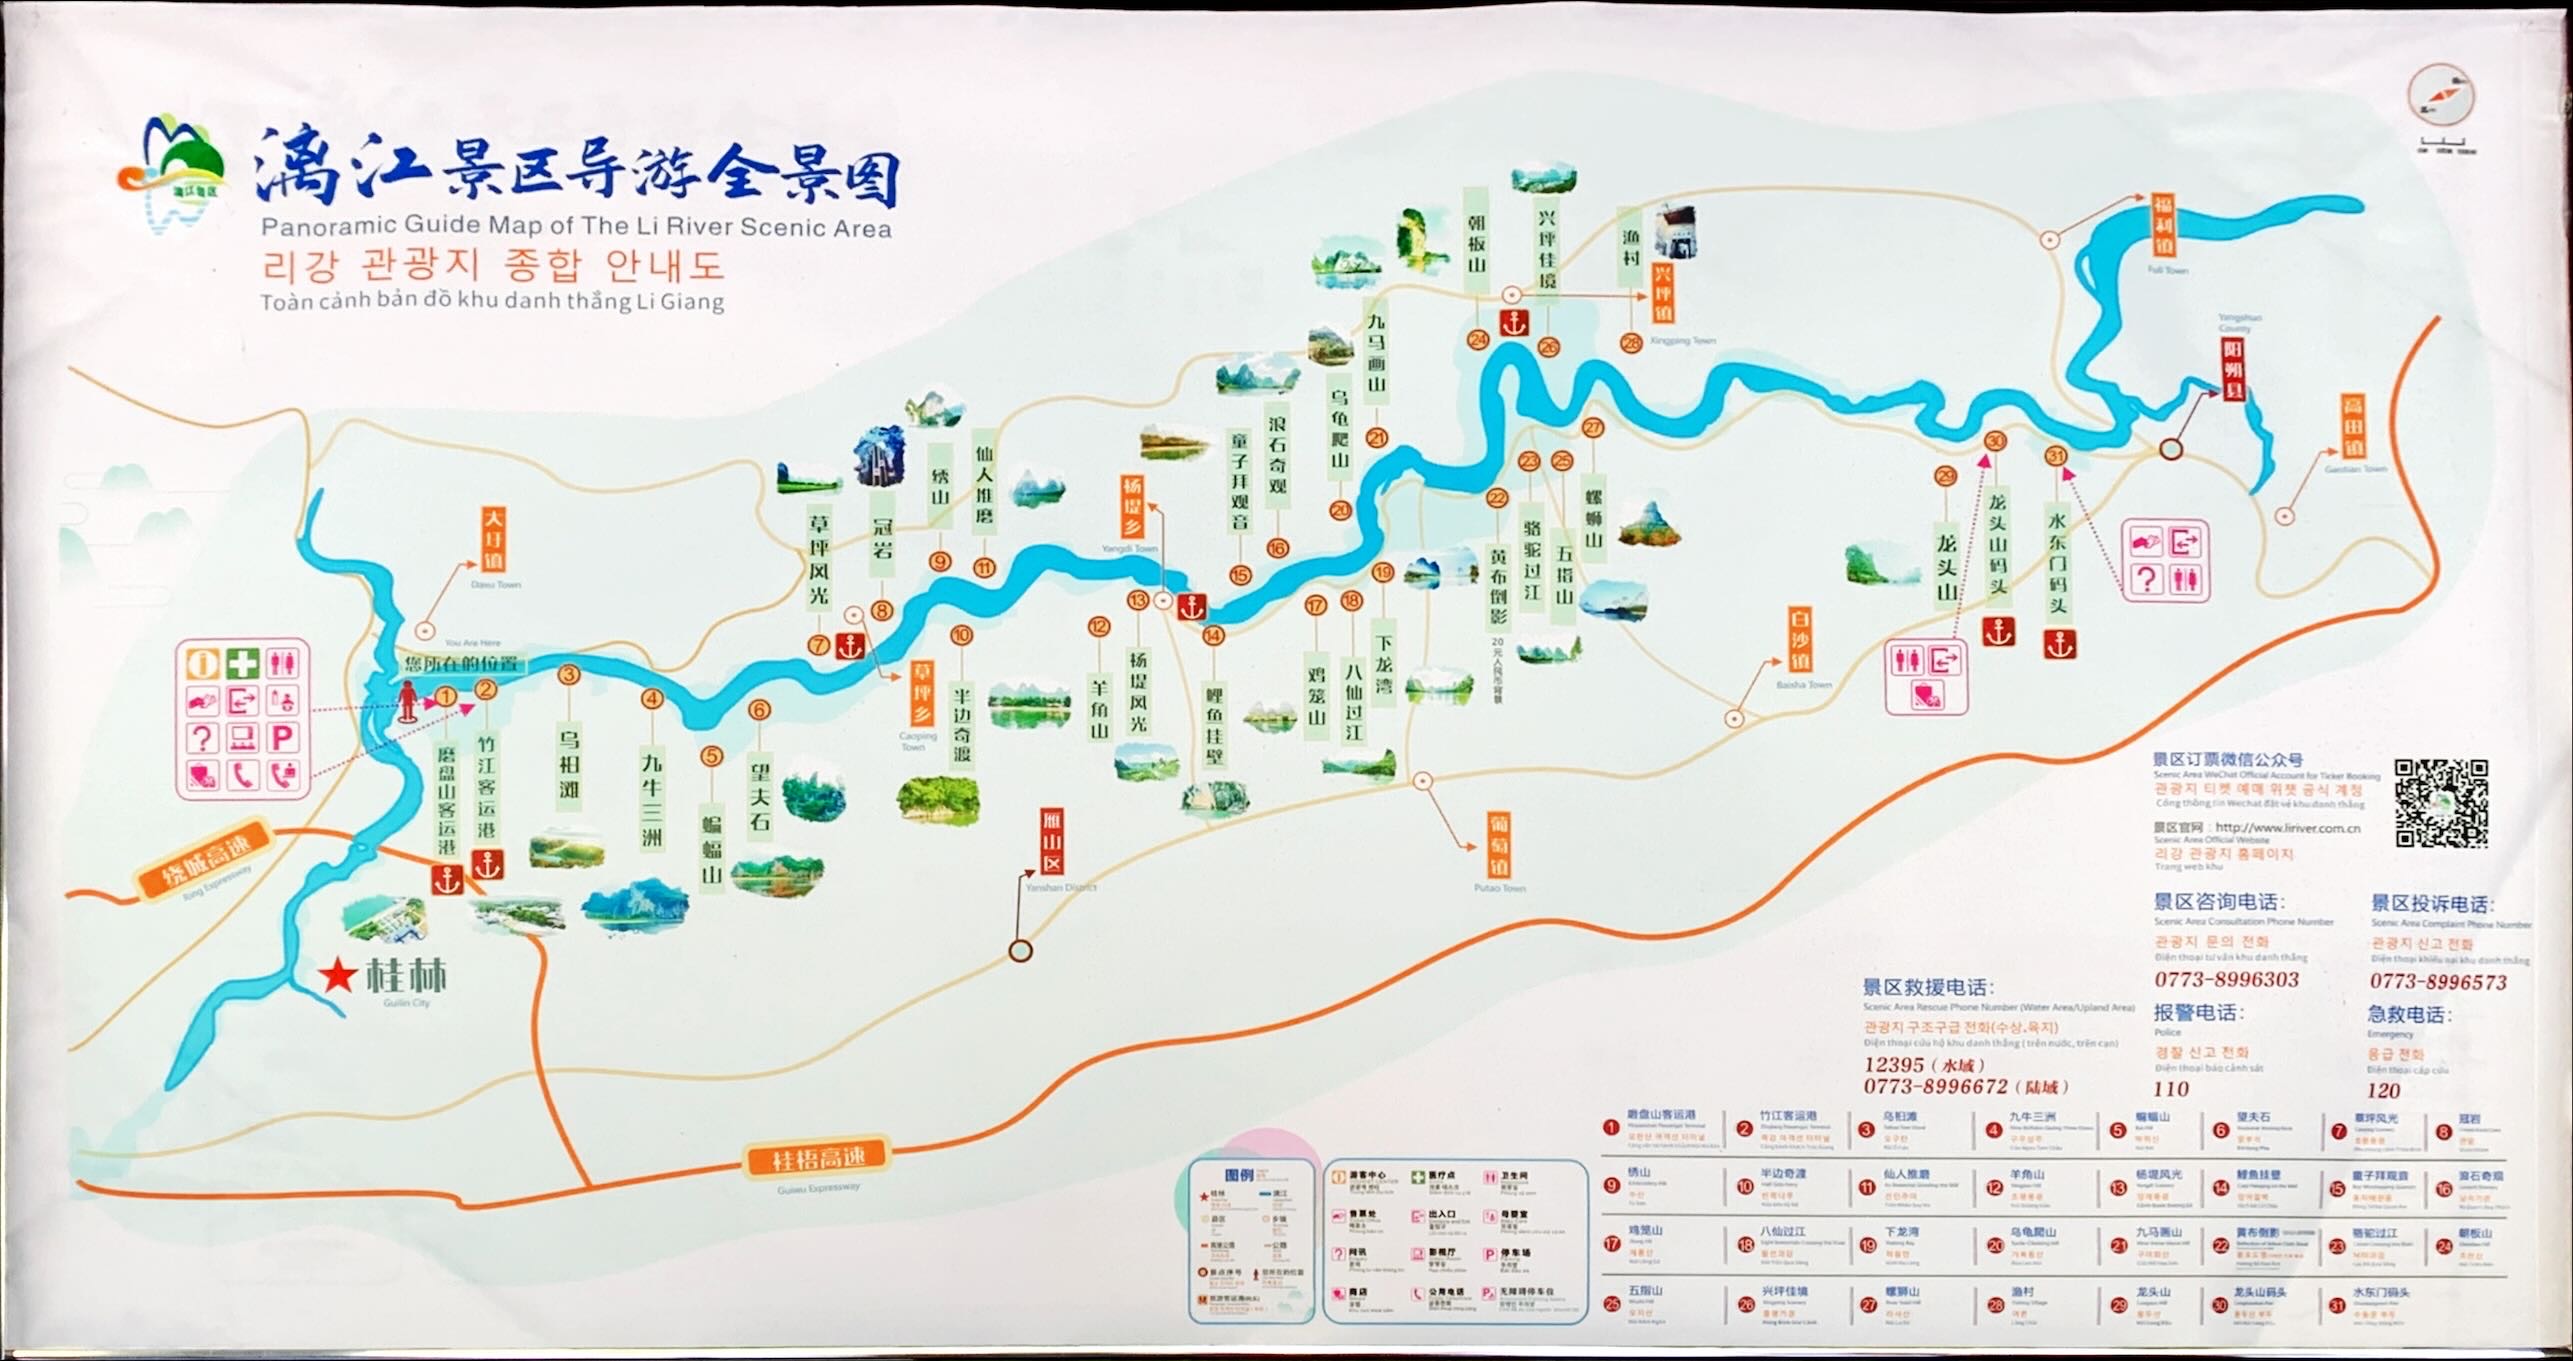 漓江景区
漓江景区导游全景图
Panoramic Guide Map of The Li River Scenic Area
리강 관광지 종합 안내도
Toàn cảnh bản đồ khu danh thắng Li Giang
福利镇
Fuli Town
Yangshuo
County
阳朔县
高田镇
Gaotian Town
朝板山
24
兴坪佳境
26
渔村
28
兴坪镇
Xingping Town
九马画山
21
乌龟爬山
20
浪石奇观
16
童子拜观音
15
杨堤乡
Yangdi Town
仙人推磨
11
绣山
9
冠岩
8
草坪风光
7
大圩镇
Daxu Town
You Are Here
您所在的位置
1
磨盘山客运港
2
竹江客运港
3
乌桕滩
4
九牛三洲
5
蝙蝠山
6
望夫石
草坪乡
Caoping
Town
10
半边奇渡
12
羊角山
13
杨堤风光
14
鲤鱼挂壁
17
鸡笼山
18
八仙过江
19
下龙湾
22
黄布倒影
20元人民币背景
23
骆驼过江
25
五指山
27
螺蛳山
29
龙头山
30
龙头山码头
31
水东门码头
白沙镇
Baisha Town
葡萄镇
Putao Town
雁山区
Yanshan District
绕城高速
Ring Expressway
桂林
Guilin City
桂梧高速
Guiwu Expressway
景区订票微信公众号
Scenic Area WeChat Official Account for Ticket Booking
관광지 티켓 예매 위챗 공식 계정
Cổng thông tin Wechat đặt vé khu danh thắng
景区官网：http://www.liriver.com.cn
Scenic Area Official Website
리강 관광지 홈페이지
Trang web khu
景区咨询电话：
Scenic Area Consultation Phone Number
관광지 문의 전화
Điện thoại tư vấn khu danh thắng
0773-8996303
景区投诉电话：
Scenic Area Complaint Phone Number
관광지 신고 전화
Điện thoại khiếu nại khu danh thắng
0773-8996573
景区救援电话：
Scenic Area Rescue Phone Number (Water Area/Upland Area)
관광지 구조구급 전화(수상.육지)
Điện thoại cứu hộ khu danh thắng (trên nước, trên cạn)
12395（水域）
0773-8996672（陆域）
报警电话：
Police
경찰 신고 전화
Điện thoại báo cảnh sát
110
急救电话：
Emergency
응급 전화
Điện thoại cấp cứu
120
图例
桂林
漓江
县区
乡镇
高速公路
公路
景点序号
您所在的位置
游客中心
医疗点
卫生间
售票处
出入口
母婴室
问讯
影视厅
停车场
商店
公用电话
无障碍停车位
1 磨盘山客运港
2 竹江客运港
3 乌桕滩
4 九牛三洲
5 蝙蝠山
6 望夫石
7 草坪风光
8 冠岩
9 绣山
10 半边奇渡
11 仙人推磨
12 羊角山
13 杨堤风光
14 鲤鱼挂壁
15 童子拜观音
16 浪石奇观
17 鸡笼山
18 八仙过江
19 下龙湾
20 乌龟爬山
21 九马画山
22 黄布倒影
23 骆驼过江
24 朝板山
25 五指山
26 兴坪佳境
27 螺蛳山
28 渔村
29 龙头山
30 龙头山码头
31 水东门码头